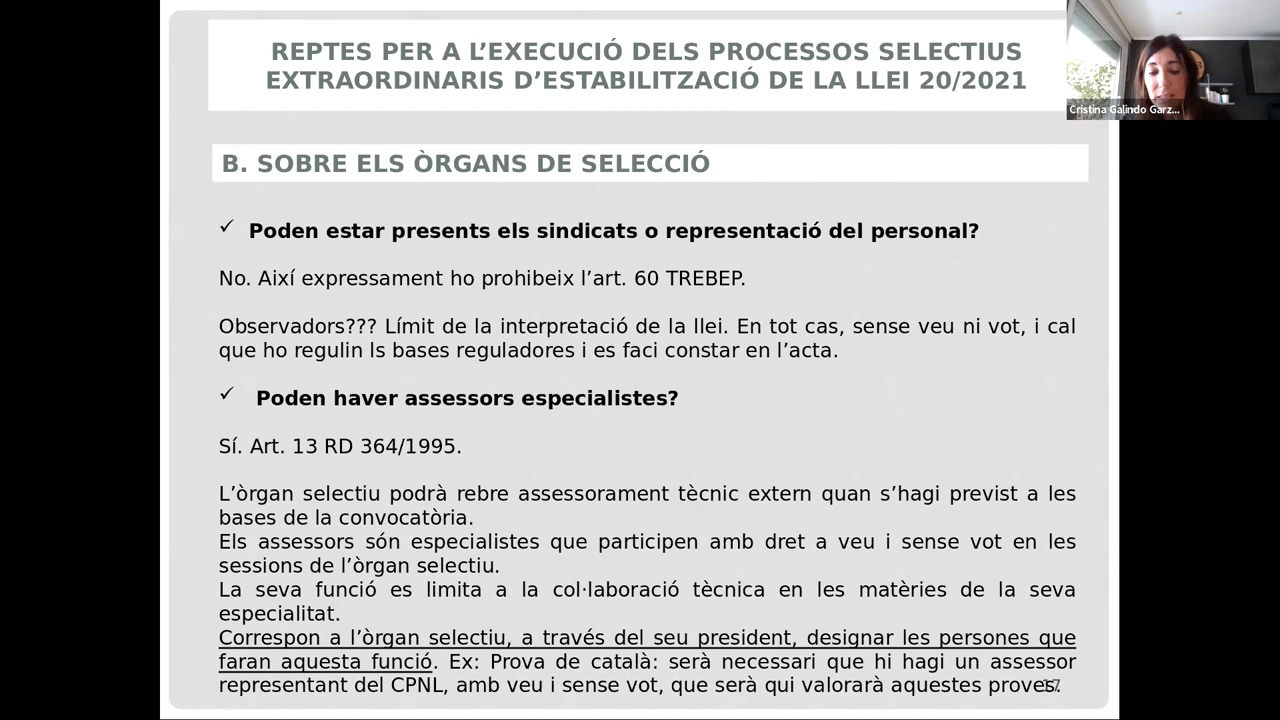 REPTES PER A L’EXECUCIÓ DELS PROCESSOS SELECTIUS
EXTRAORDINARIS D’ESTABILITZACIÓ DE LA LLEI 20/2021
Cristina Galindo Garz...
B. SOBRE ELS ÒRGANS DE SELECCIÓ
✓ Poden estar presents els sindicats o representació del personal?
No. Així expressament ho prohibeix l’art. 60 TREBEP.
Observadors??? Límit de la interpretació de la llei. En tot cas, sense veu ni vot, i cal
que ho regulin ls bases reguladores i es faci constar en l’acta.
✓ Poden haver assessors especialistes?
Sí. Art. 13 RD 364/1995.
L’òrgan selectiu podrà rebre assessorament tècnic extern quan s’hagi previst a les
bases de la convocatòria.
Els assessors són especialistes que participen amb dret a veu i sense vot en les
sessions de l’òrgan selectiu.
La seva funció es limita a la col·laboració tècnica en les matèries de la seva
especialitat.
Correspon a l’òrgan selectiu, a través del seu president, designar les persones que
faran aquesta funció. Ex: Prova de català: serà necessari que hi hagi un assessor
representant del CPNL, amb veu i sense vot, que serà qui valorarà aquestes proves.
17